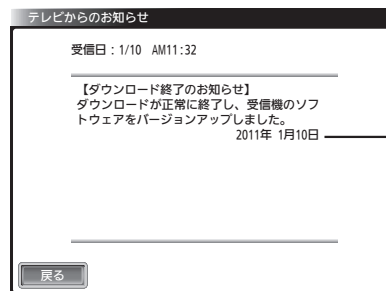 テレビからのお知らせ
受信日：1/10 AM11:32
【ダウンロード終了のお知らせ】
ダウンロードが正常に終了し、受信機のソフ
トウェアをバージョンアップしました。
2011年 1月10日
戻る